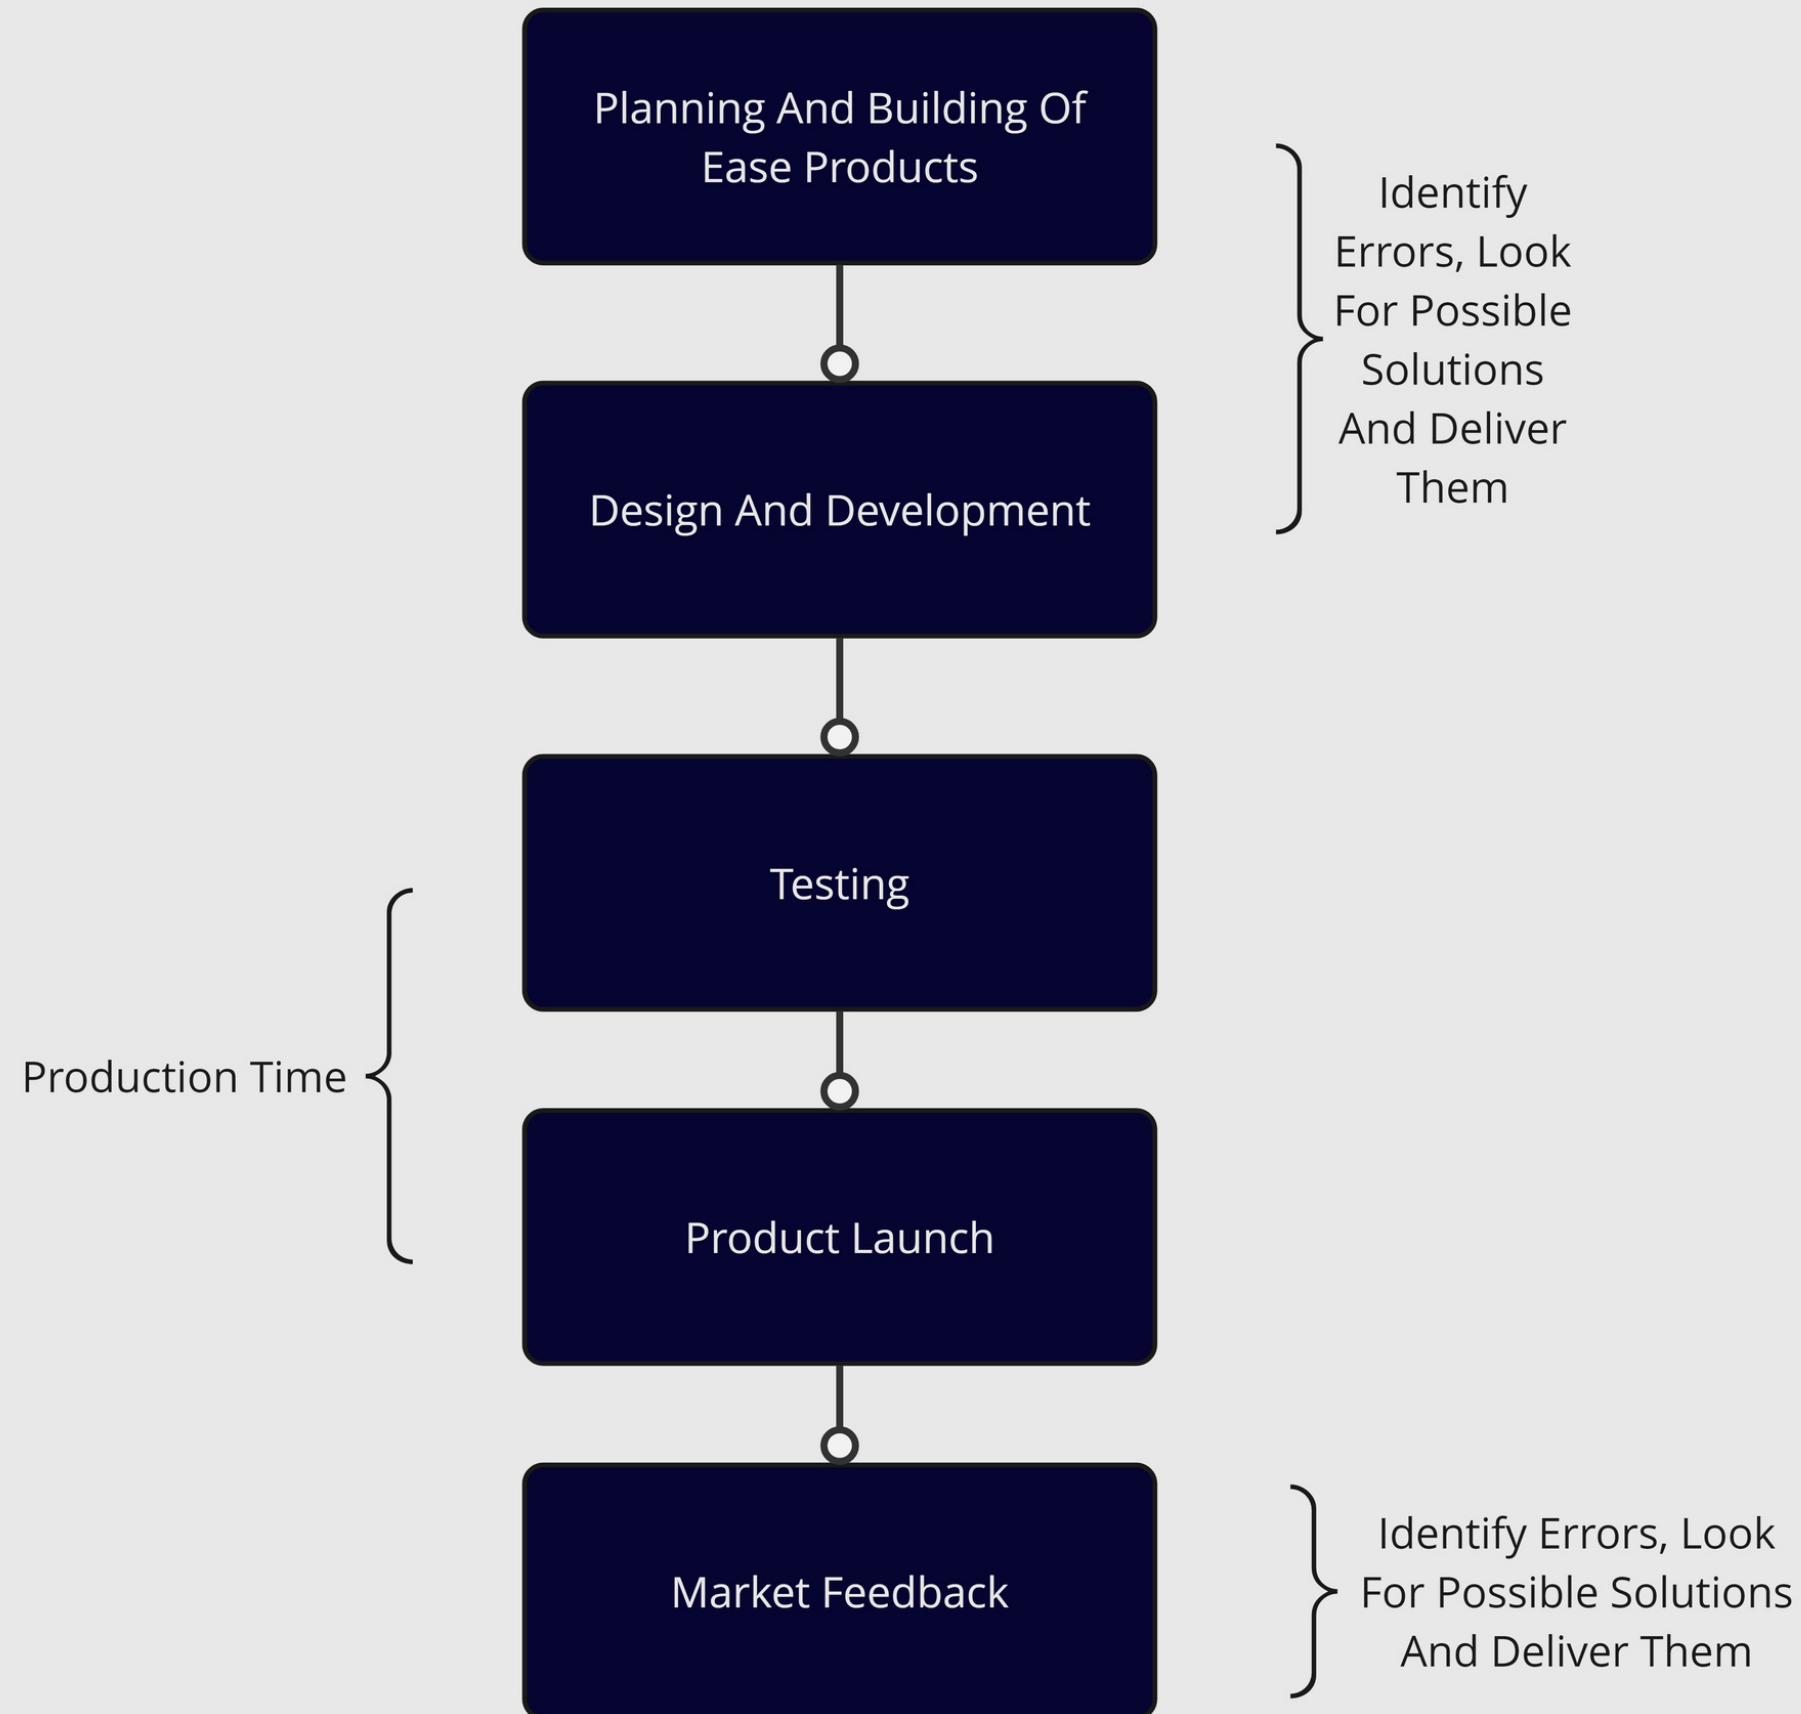 Planning And Building Of
Ease Products
Identify
Errors, Look
For Possible
Solutions
And Deliver
Them
Design And Development
Testing
Production Time
Product Launch
Market Feedback
Identify Errors, Look
For Possible Solutions
And Deliver Them